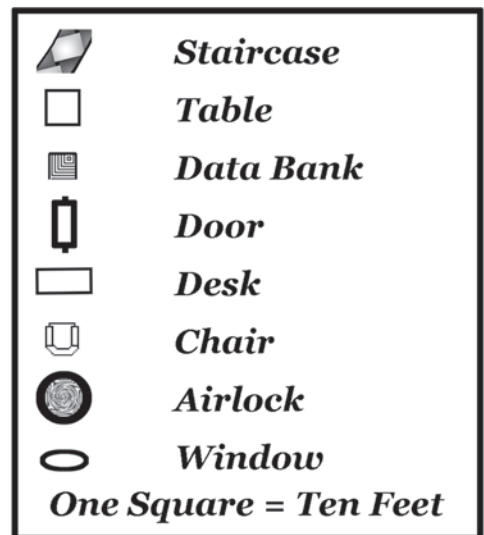 Staircase
Table
Data Bank
Door
Desk
Chair
Airlock
Window
One Square = Ten Feet